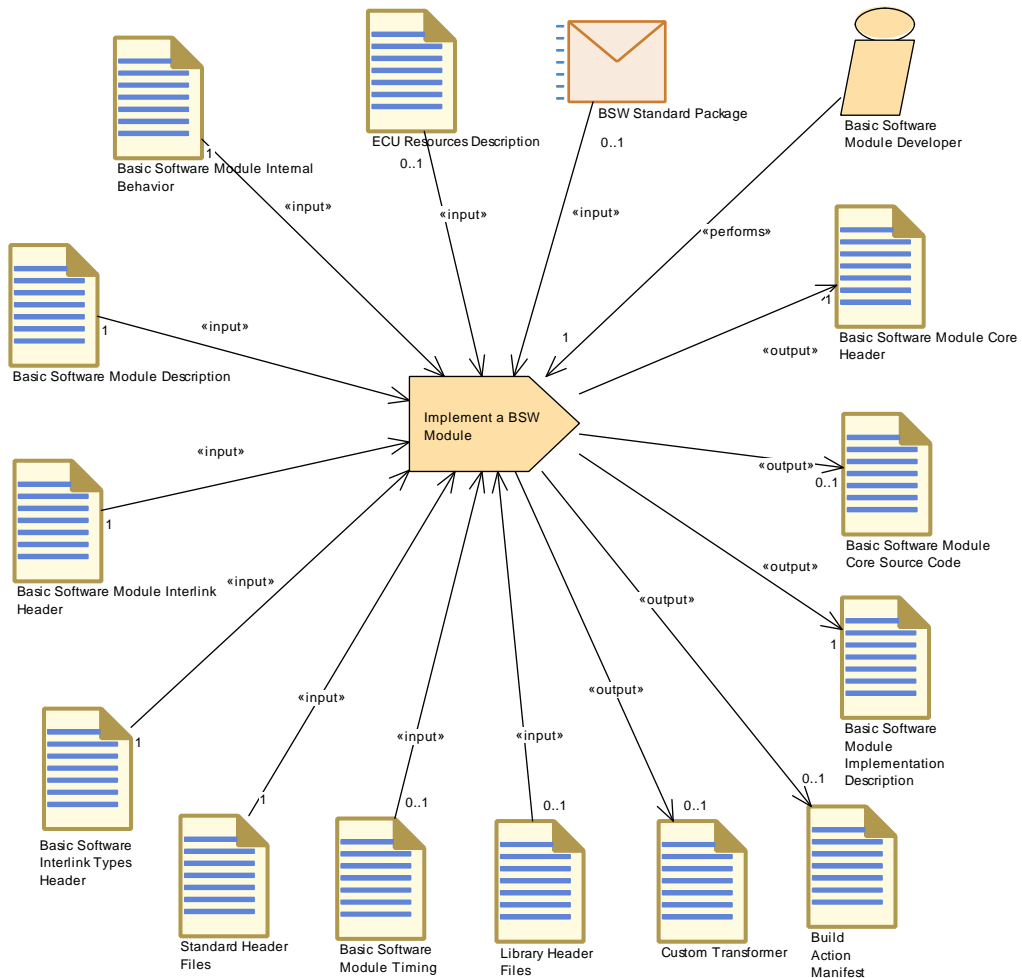 BSW Standard Package
ECU Resources Description
Basic Software
Module Developer
0..1
0..1
1
Basic Software Module Internal
Behavior
«input»
«input»
«input»
«performs»
1
«input»
1
Basic Software Module Core
Header
1
«output»
Basic Software Module Description
Implement a BSW
Module
«input»
«output»
0..1
1
Basic Software Module
Core Source Code
«output»
«input»
Basic Software Module Interlink
Header
«output»
1
«input»
«output»
«input»
«input»
Basic Software
Module
Implementation
Description
1
1
0..1
0..1
0..1
0..1
Basic Software
Interlink Types
Header
Standard Header
Files
Basic Software
Module Timing
Library Header
Files
Custom Transformer
Build
Action
Manifest